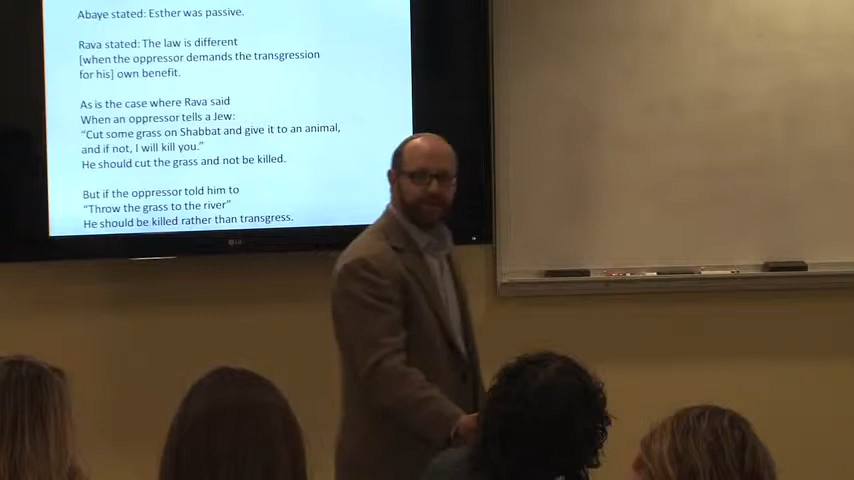 Abaye stated: Esther was passive.
Rava stated: The law is different
[when the oppressor demands the transgression
for his] own benefit.
As is the case where Rava said
When an oppressor tells a Jew:
"Cut some grass on Shabbat and give it to an animal,
and if not, I will kill you."
He should cut the grass and not be killed.
But if the oppressor told him to
"Throw the grass to the river"
He should be killed rather than transgress.
LG